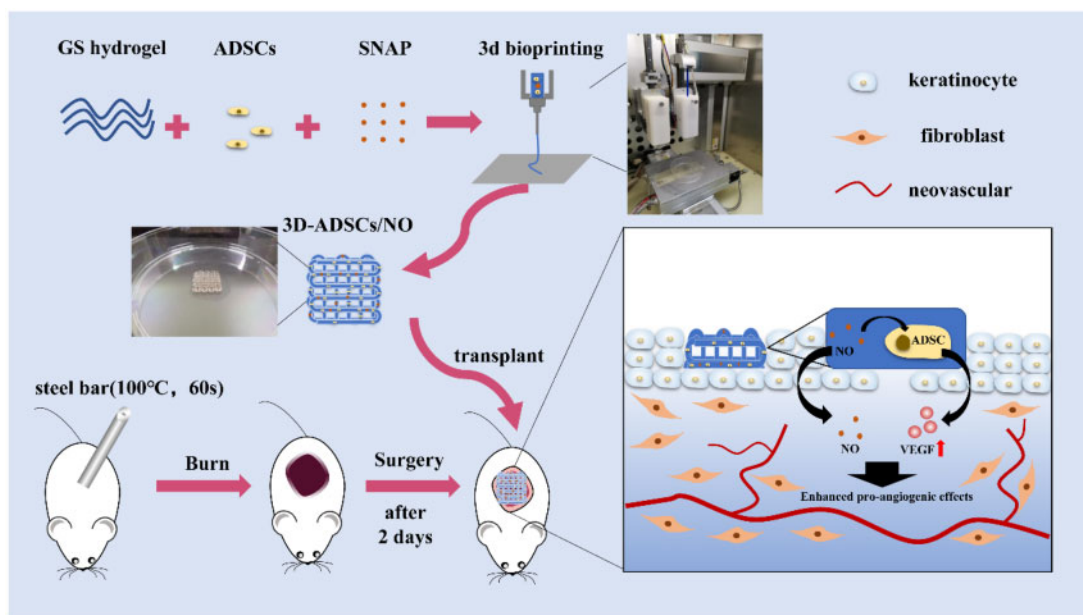 GS hydrogel
ADSCs
SNAP
3d bioprinting
keratinocyte
fibroblast
neovascular
3D-ADSCs/NO
transplant
steel bar(100℃, 60s)
Burn
Surgery
after
2 days
NO
ADSC
NO
VEGF
Enhanced pro-angiogenic effects